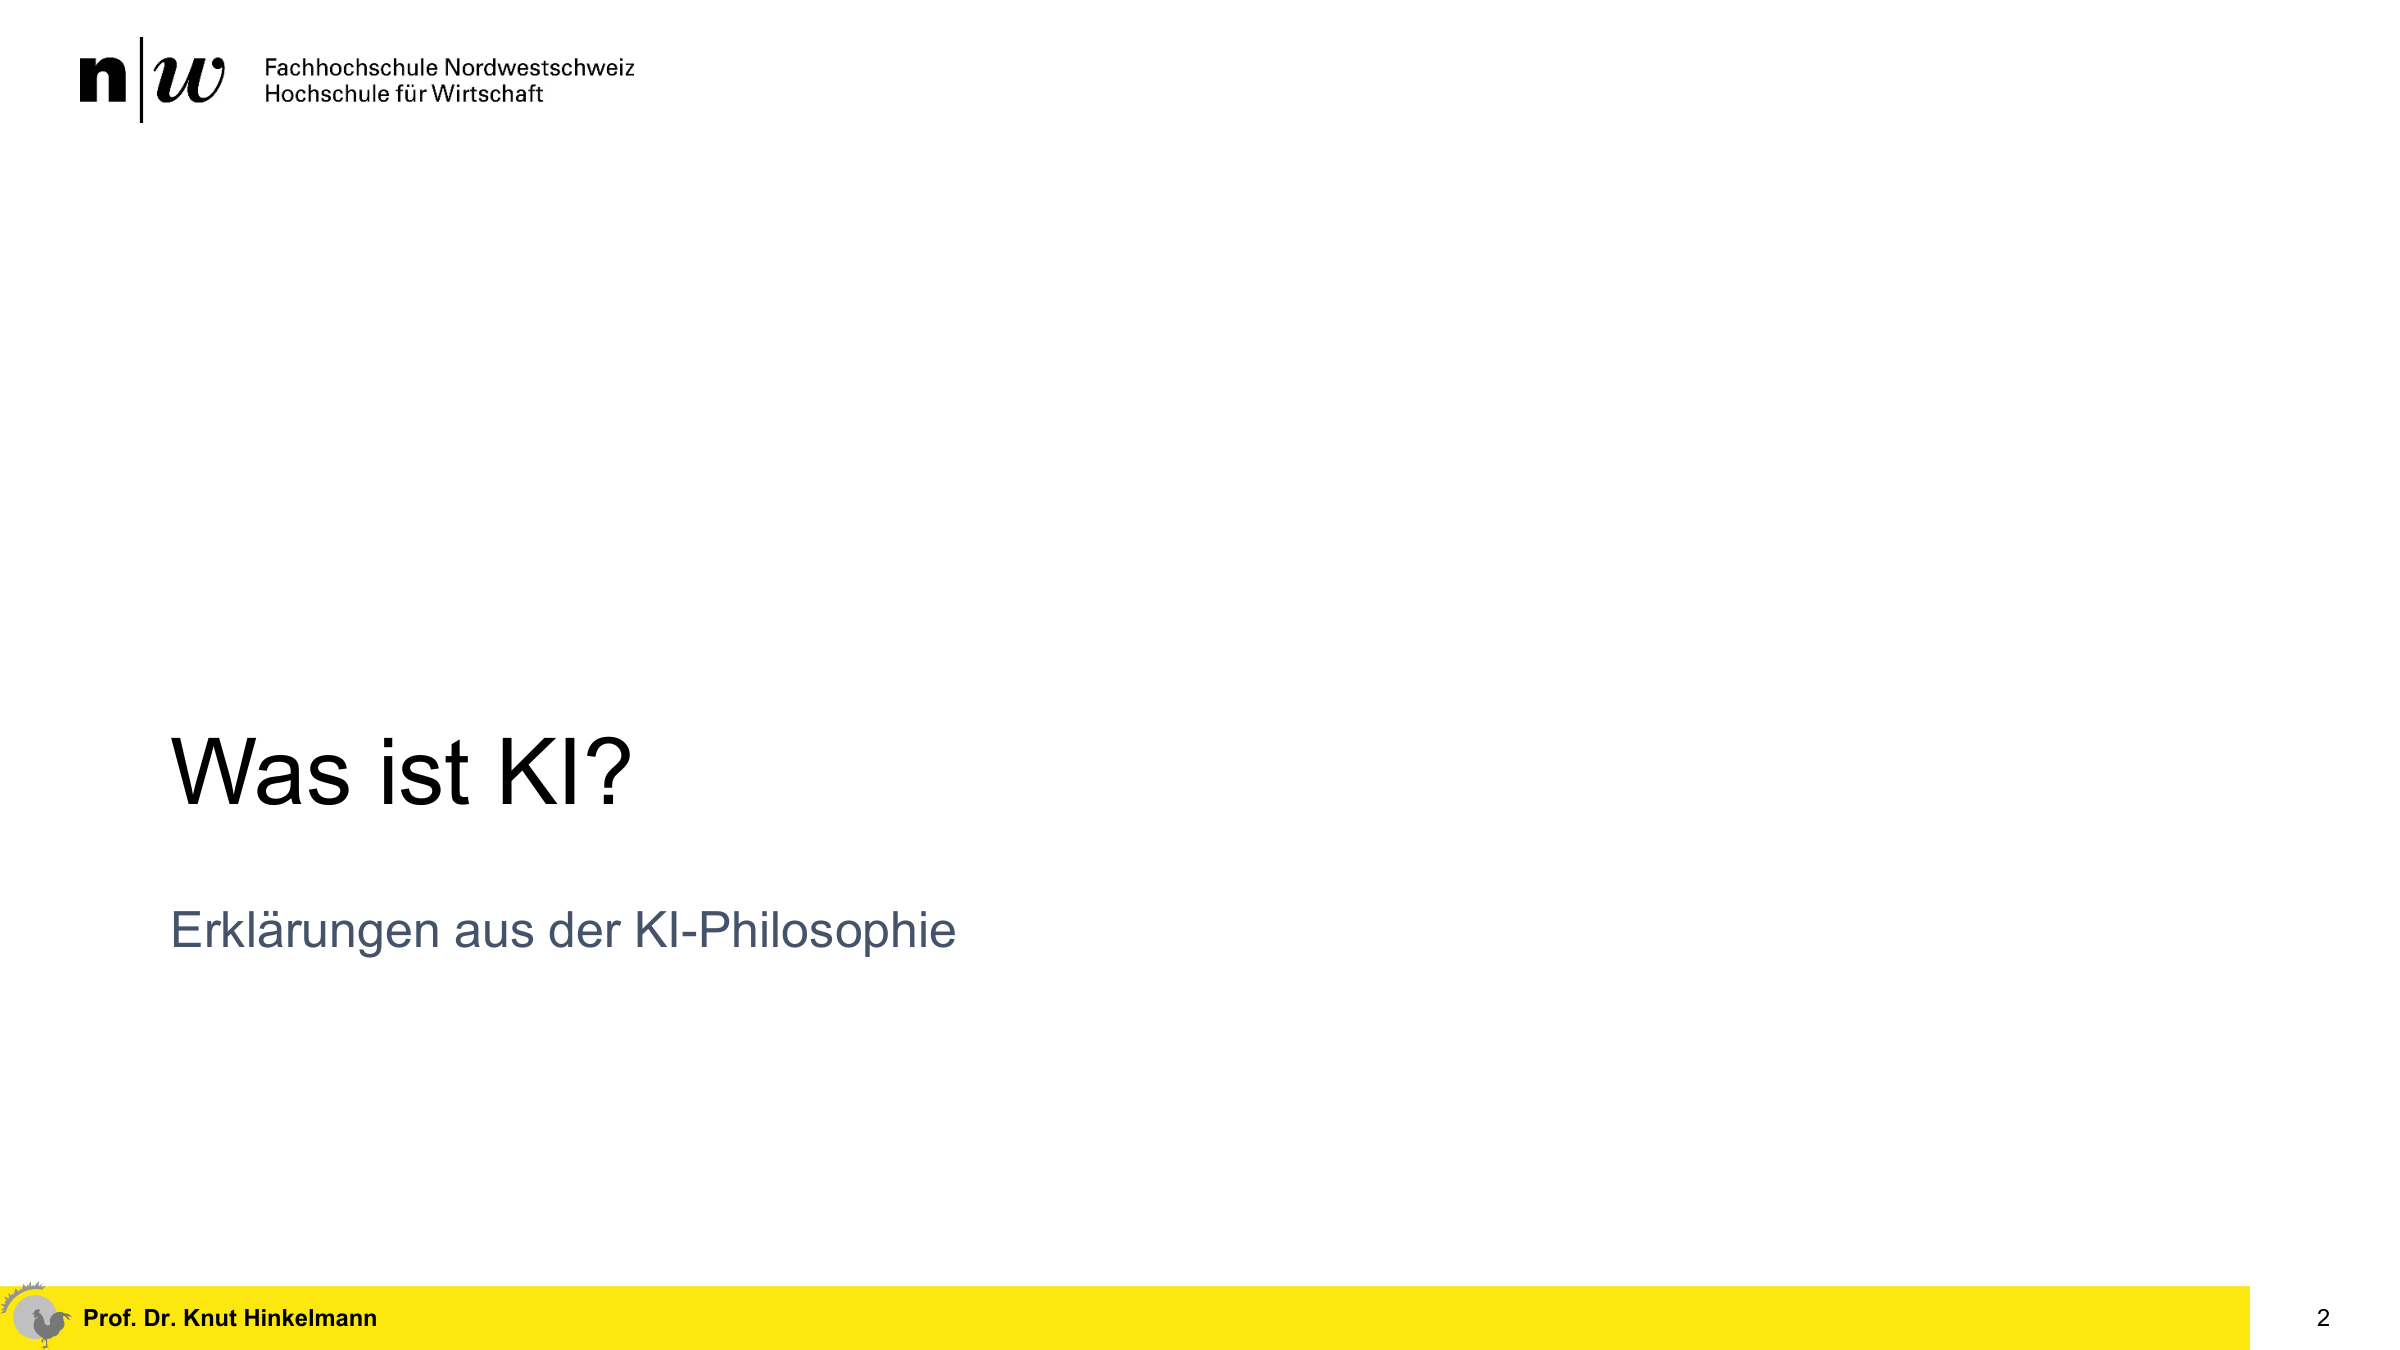 n|w
Fachhochschule Nordwestschweiz
Hochschule für Wirtschaft
Was ist KI?
Erklärungen aus der KI-Philosophie
Prof. Dr. Knut Hinkelmann
2